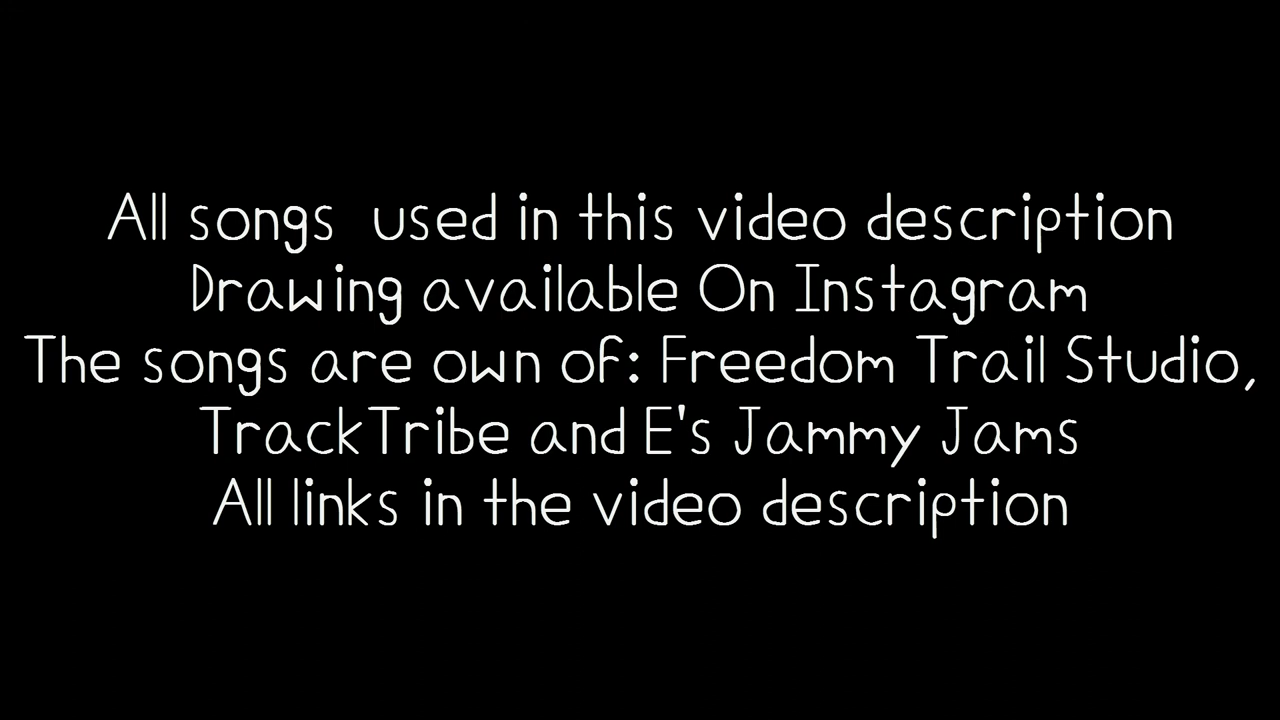 All songs  used in this video description
Drawing available On Instagram
The songs are own of: Freedom Trail Studio,
TrackTribe and E's Jammy Jams
All links in the video description